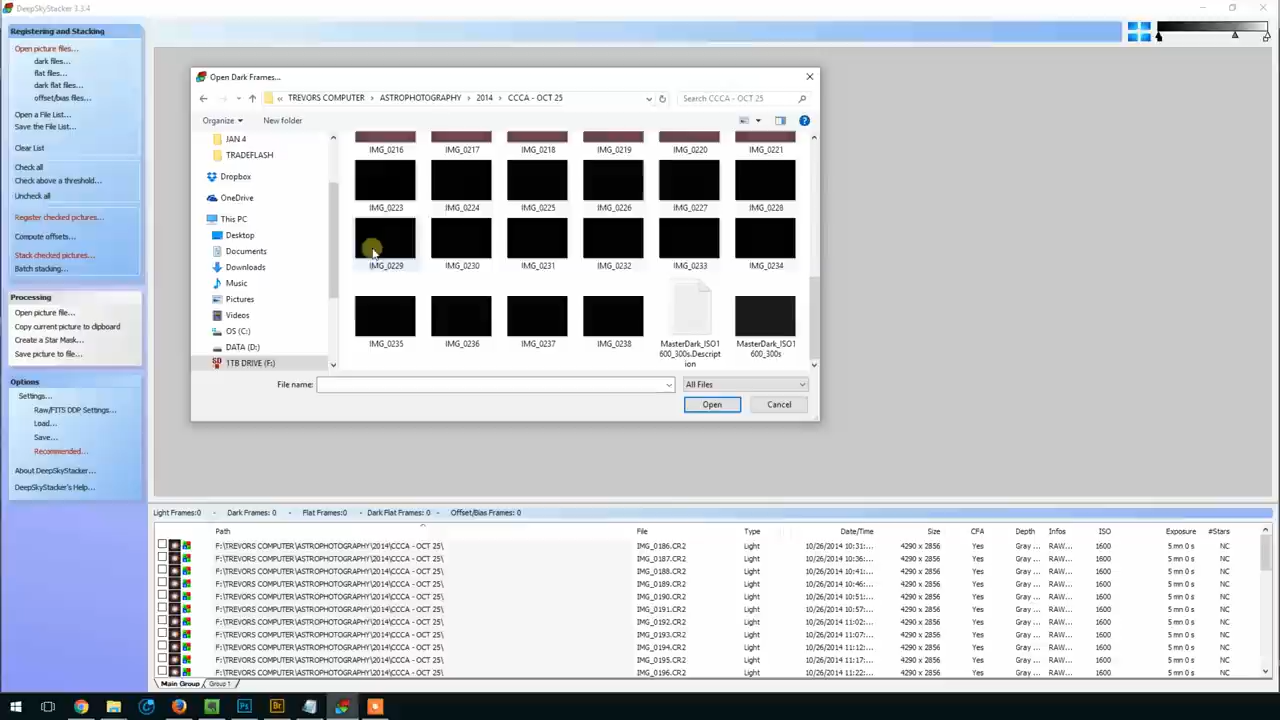 DeepSkyStacker 3.3.4
Registering and Stacking
Open picture files...
dark files...
flat files...
dark flat files...
offset/bias files...
Open a File List...
Save the File List...
Clear List
Check all
Check above a threshold...
Uncheck all
Register checked pictures...
Compute offsets...
Stack checked pictures...
Batch stacking...
Processing
Open picture file...
Copy current picture to clipboard
Create a Star Mask...
Save picture to file...
Options
Settings...
Raw/FITS DDP Settings...
Load...
Save...
Recommended...
About DeepSkyStacker...
DeepSkyStacker's Help...
Open Dark Frames...
« TREVORS COMPUTER > ASTROPHOTOGRAPHY > 2014 > CCCA - OCT 25
Search CCCA - OCT 25
Organize
New folder
JAN 4
TRADEFLASH
Dropbox
OneDrive
This PC
Desktop
Documents
Downloads
Music
Pictures
Videos
OS (C:)
DATA (D:)
1TB DRIVE (F:)
IMG_0216 IMG_0217 IMG_0218 IMG_0219 IMG_0220 IMG_0221
IMG_0223 IMG_0224 IMG_0225 IMG_0226 IMG_0227 IMG_0228
IMG_0229 IMG_0230 IMG_0231 IMG_0232 IMG_0233 IMG_0234
IMG_0235 IMG_0236 IMG_0237 IMG_0238 MasterDark_ISO1 MasterDark_ISO1
600_300s.Descript 600_300s
ion
File name:
All Files
Open Cancel
Light Frames:0 - Dark Frames: 0 - Flat Frames:0 - Dark Flat Frames: 0 - Offset/Bias Frames: 0
Path File Type Date/Time Size CFA Depth Infos ISO Exposure #Stars
F:\TREVORS COMPUTER\ASTROPHOTOGRAPHY\2014\CCCA - OCT 25\ IMG_0186.CR2 Light 10/26/2014 10:31:... 4290 x 2856 Yes Gray ... RAW... 1600 5 mn 0 s NC
F:\TREVORS COMPUTER\ASTROPHOTOGRAPHY\2014\CCCA - OCT 25\ IMG_0187.CR2 Light 10/26/2014 10:36:... 4290 x 2856 Yes Gray ... RAW... 1600 5 mn 0 s NC
F:\TREVORS COMPUTER\ASTROPHOTOGRAPHY\2014\CCCA - OCT 25\ IMG_0188.CR2 Light 10/26/2014 10:41:... 4290 x 2856 Yes Gray ... RAW... 1600 5 mn 0 s NC
F:\TREVORS COMPUTER\ASTROPHOTOGRAPHY\2014\CCCA - OCT 25\ IMG_0189.CR2 Light 10/26/2014 10:46:... 4290 x 2856 Yes Gray ... RAW... 1600 5 mn 0 s NC
F:\TREVORS COMPUTER\ASTROPHOTOGRAPHY\2014\CCCA - OCT 25\ IMG_0190.CR2 Light 10/26/2014 10:51:... 4290 x 2856 Yes Gray ... RAW... 1600 5 mn 0 s NC
F:\TREVORS COMPUTER\ASTROPHOTOGRAPHY\2014\CCCA - OCT 25\ IMG_0191.CR2 Light 10/26/2014 10:57:... 4290 x 2856 Yes Gray ... RAW... 1600 5 mn 0 s NC
F:\TREVORS COMPUTER\ASTROPHOTOGRAPHY\2014\CCCA - OCT 25\ IMG_0192.CR2 Light 10/26/2014 11:02:... 4290 x 2856 Yes Gray ... RAW... 1600 5 mn 0 s NC
F:\TREVORS COMPUTER\ASTROPHOTOGRAPHY\2014\CCCA - OCT 25\ IMG_0193.CR2 Light 10/26/2014 11:07:... 4290 x 2856 Yes Gray ... RAW... 1600 5 mn 0 s NC
F:\TREVORS COMPUTER\ASTROPHOTOGRAPHY\2014\CCCA - OCT 25\ IMG_0194.CR2 Light 10/26/2014 11:12:... 4290 x 2856 Yes Gray ... RAW... 1600 5 mn 0 s NC
F:\TREVORS COMPUTER\ASTROPHOTOGRAPHY\2014\CCCA - OCT 25\ IMG_0195.CR2 Light 10/26/2014 11:17:... 4290 x 2856 Yes Gray ... RAW... 1600 5 mn 0 s NC
F:\TREVORS COMPUTER\ASTROPHOTOGRAPHY\2014\CCCA - OCT 25\ IMG_0196.CR2 Light 10/26/2014 11:22:... 4290 x 2856 Yes Gray ... RAW... 1600 5 mn 0 s NC
Main Group Group 1
Ps Br